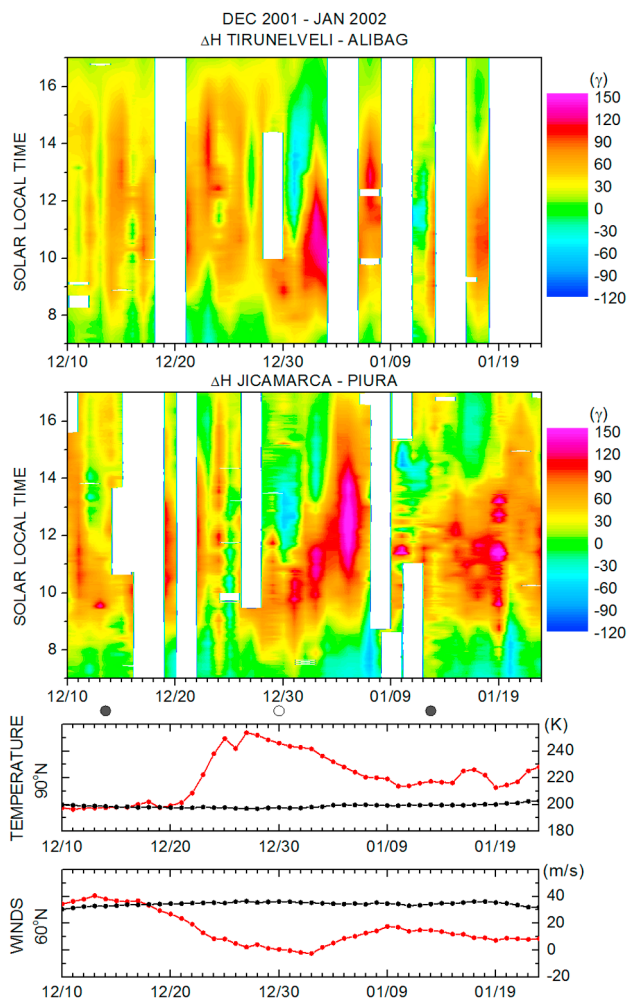 DEC 2001 - JAN 2002
ΔH TIRUNELVELI - ALIBAG
(γ)
16
14
12
10
8
SOLAR LOCAL TIME
150
120
90
60
30
0
-30
-60
-90
-120
12/10 12/20 12/30 01/09 01/19
ΔH JICAMARCA - PIURA
(γ)
16
14
12
10
8
SOLAR LOCAL TIME
150
120
90
60
30
0
-30
-60
-90
-120
12/10 12/20 12/30 01/09 01/19
TEMPERATURE
90°N
(K)
240
220
200
180
12/10 12/20 12/30 01/09 01/19
WINDS
60°N
(m/s)
40
20
0
-20
12/10 12/20 12/30 01/09 01/19